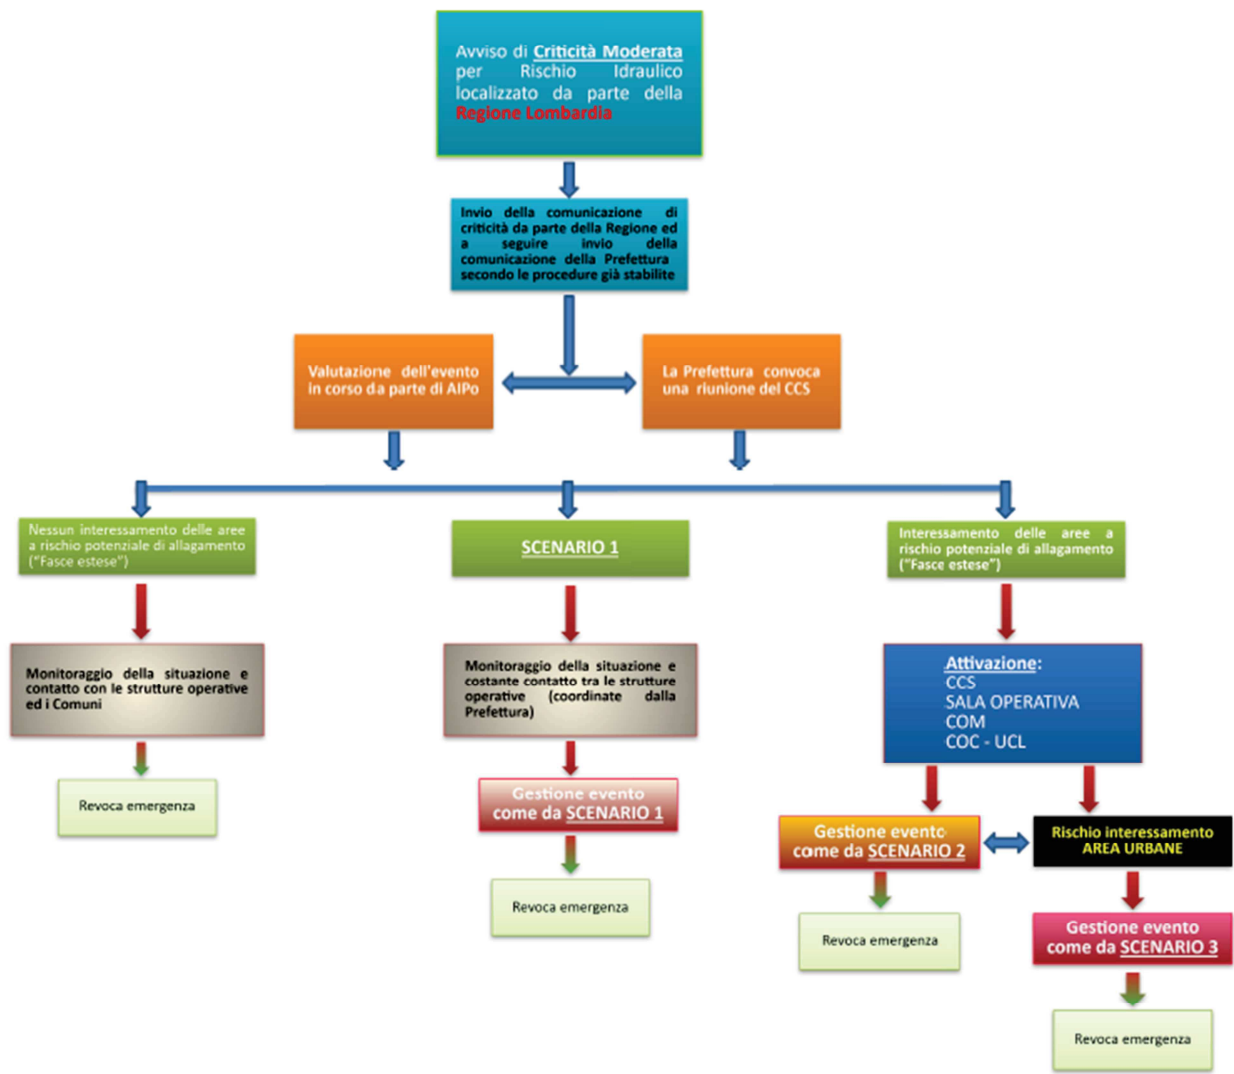 Avviso di Criticità Moderata
per Rischio Idraulico
localizzato da parte della
Regione Lombardia
Invio della comunicazione di
criticità da parte della Regione ed
a seguire invio della
comunicazione della Prefettura
secondo le procedure già stabilite
Valutazione dell'evento
in corso da parte di AIPo
La Prefettura convoca
una riunione del CCS
Nessun interessamento delle aree
a rischio potenziale di allagamento
("Fasce estese")
SCENARIO 1
Interessamento delle aree a
rischio potenziale di allagamento
("Fasce estese")
Monitoraggio della situazione e
contatto con le strutture operative
ed i Comuni
Monitoraggio della situazione e
costante contatto tra le strutture
operative (coordinate dalla
Prefettura)
Attivazione:
CCS
SALA OPERATIVA
COM
COC - UCL
Revoca emergenza
Gestione evento
come da SCENARIO 1
Gestione evento
come da SCENARIO 2
Rischio interessamento
AREA URBANE
Revoca emergenza
Revoca emergenza
Gestione evento
come da SCENARIO 3
Revoca emergenza